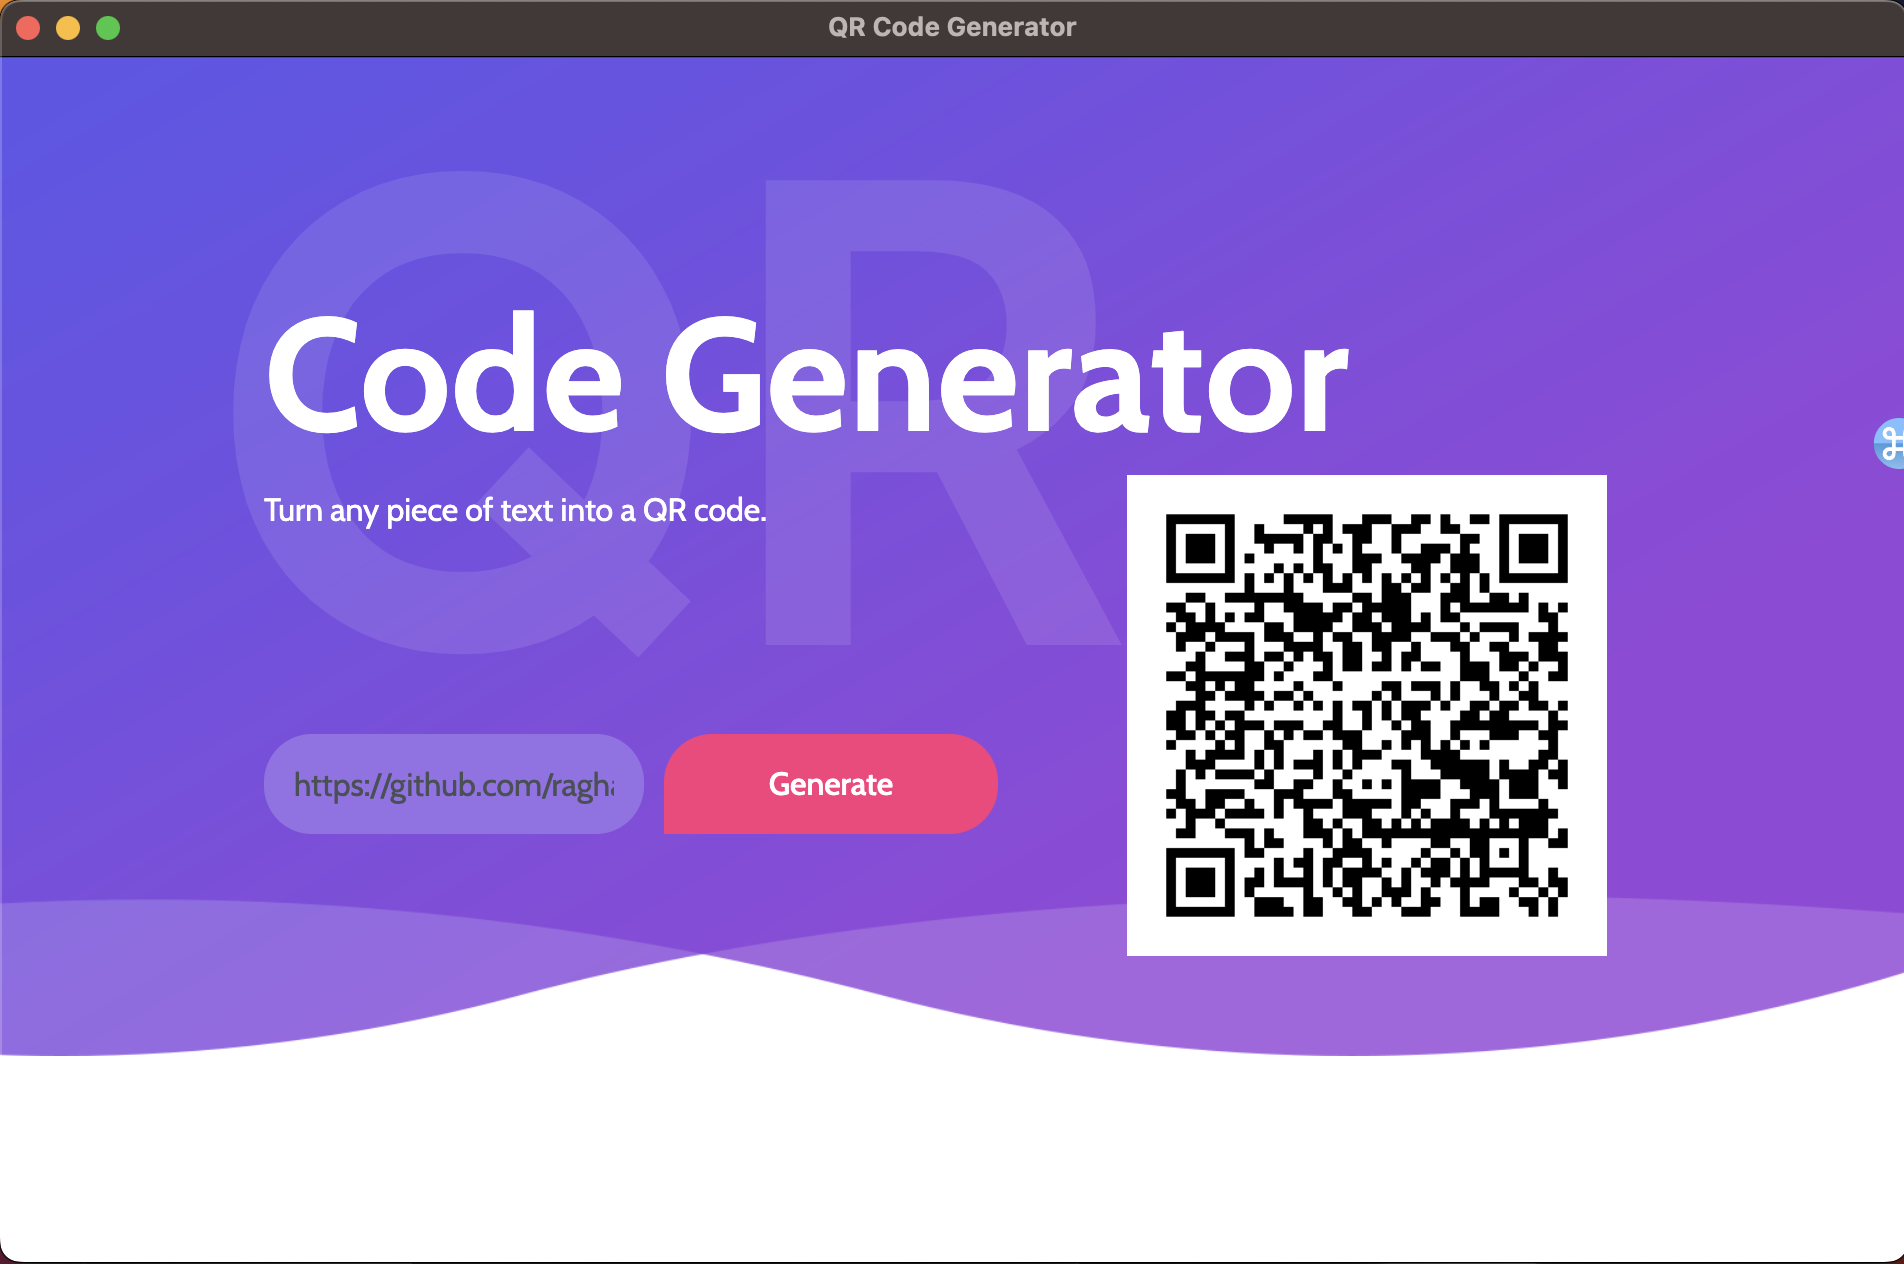 QR Code Generator
QR
Code Generator
Turn any piece of text into a QR code.
https://github.com/ragh
Generate